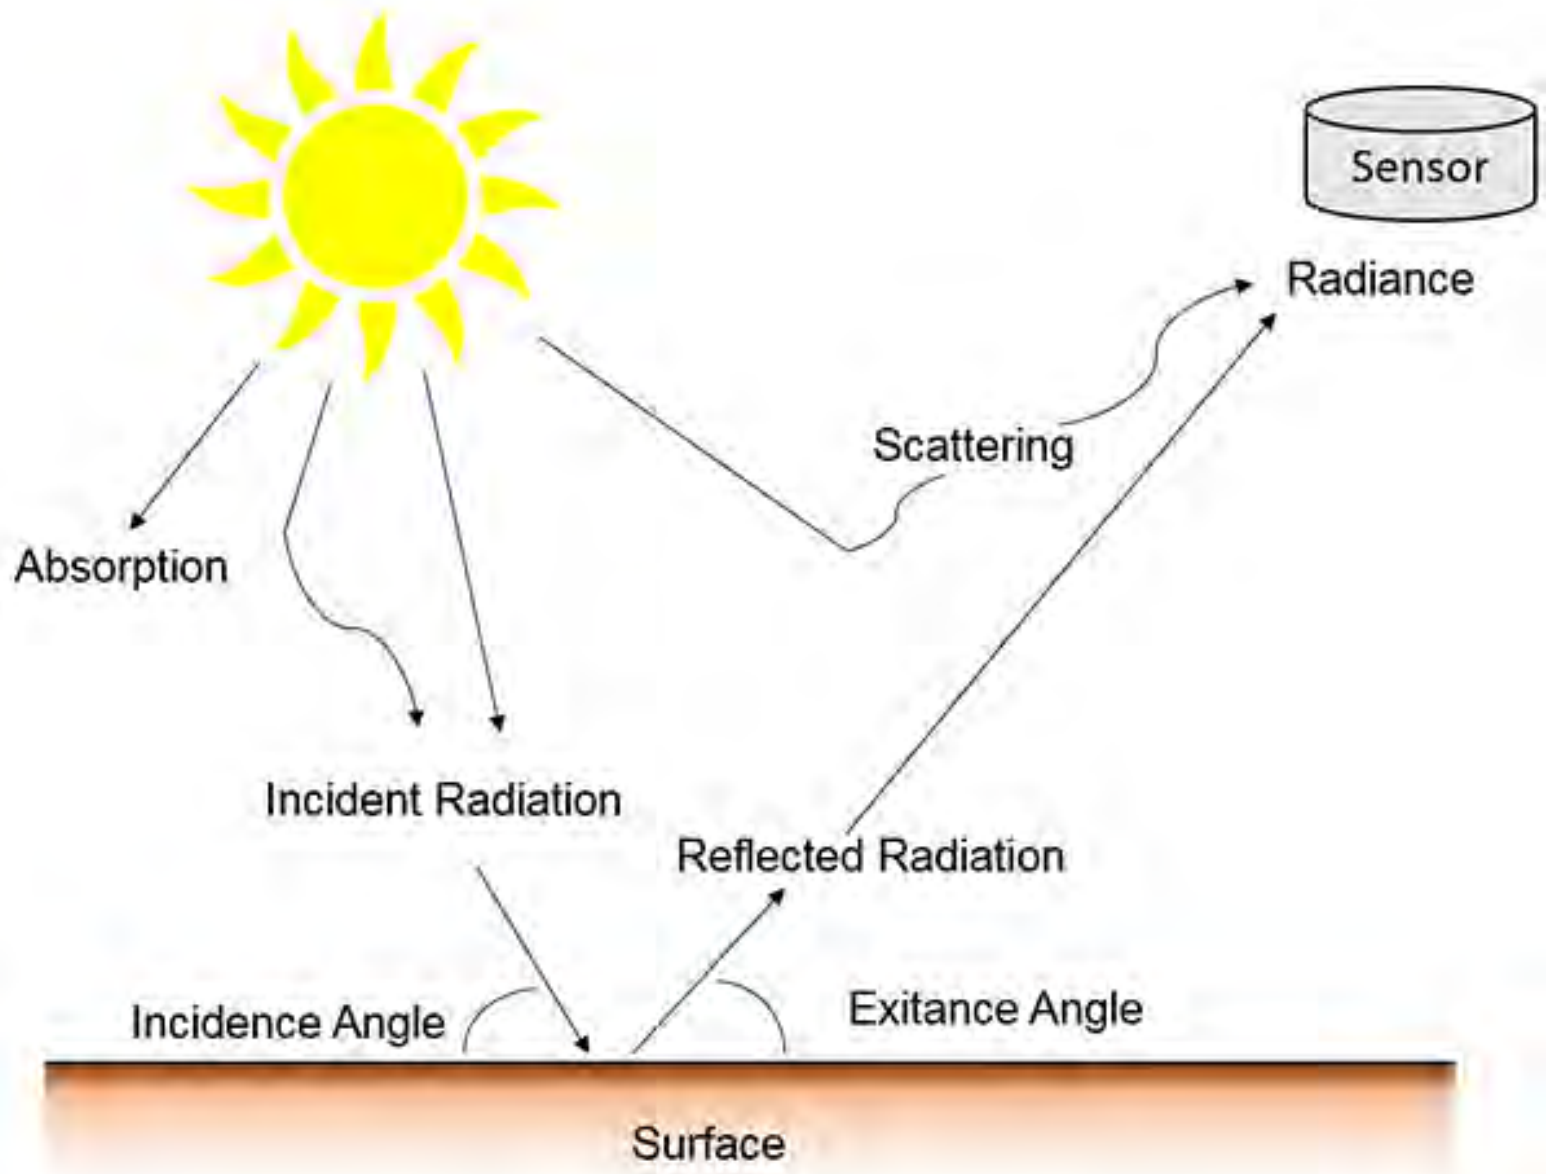 Sensor
Radiance
Scattering
Absorption
Incident Radiation
Reflected Radiation
Incidence Angle
Exitance Angle
Surface